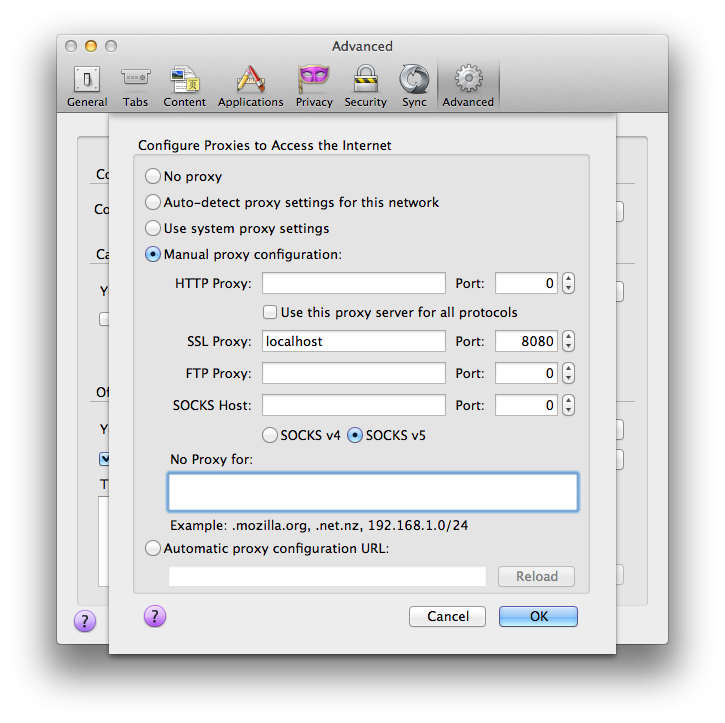 Advanced
General Tabs Content Applications Privacy Security Sync Advanced
Configure Proxies to Access the Internet
No proxy
Auto-detect proxy settings for this network
Use system proxy settings
Manual proxy configuration:
HTTP Proxy: Port: 0
Use this proxy server for all protocols
SSL Proxy: localhost Port: 8080
FTP Proxy: Port: 0
SOCKS Host: Port: 0
SOCKS v4 SOCKS v5
No Proxy for:
Example: .mozilla.org, .net.nz, 192.168.1.0/24
Automatic proxy configuration URL:
Reload
? ? Cancel OK